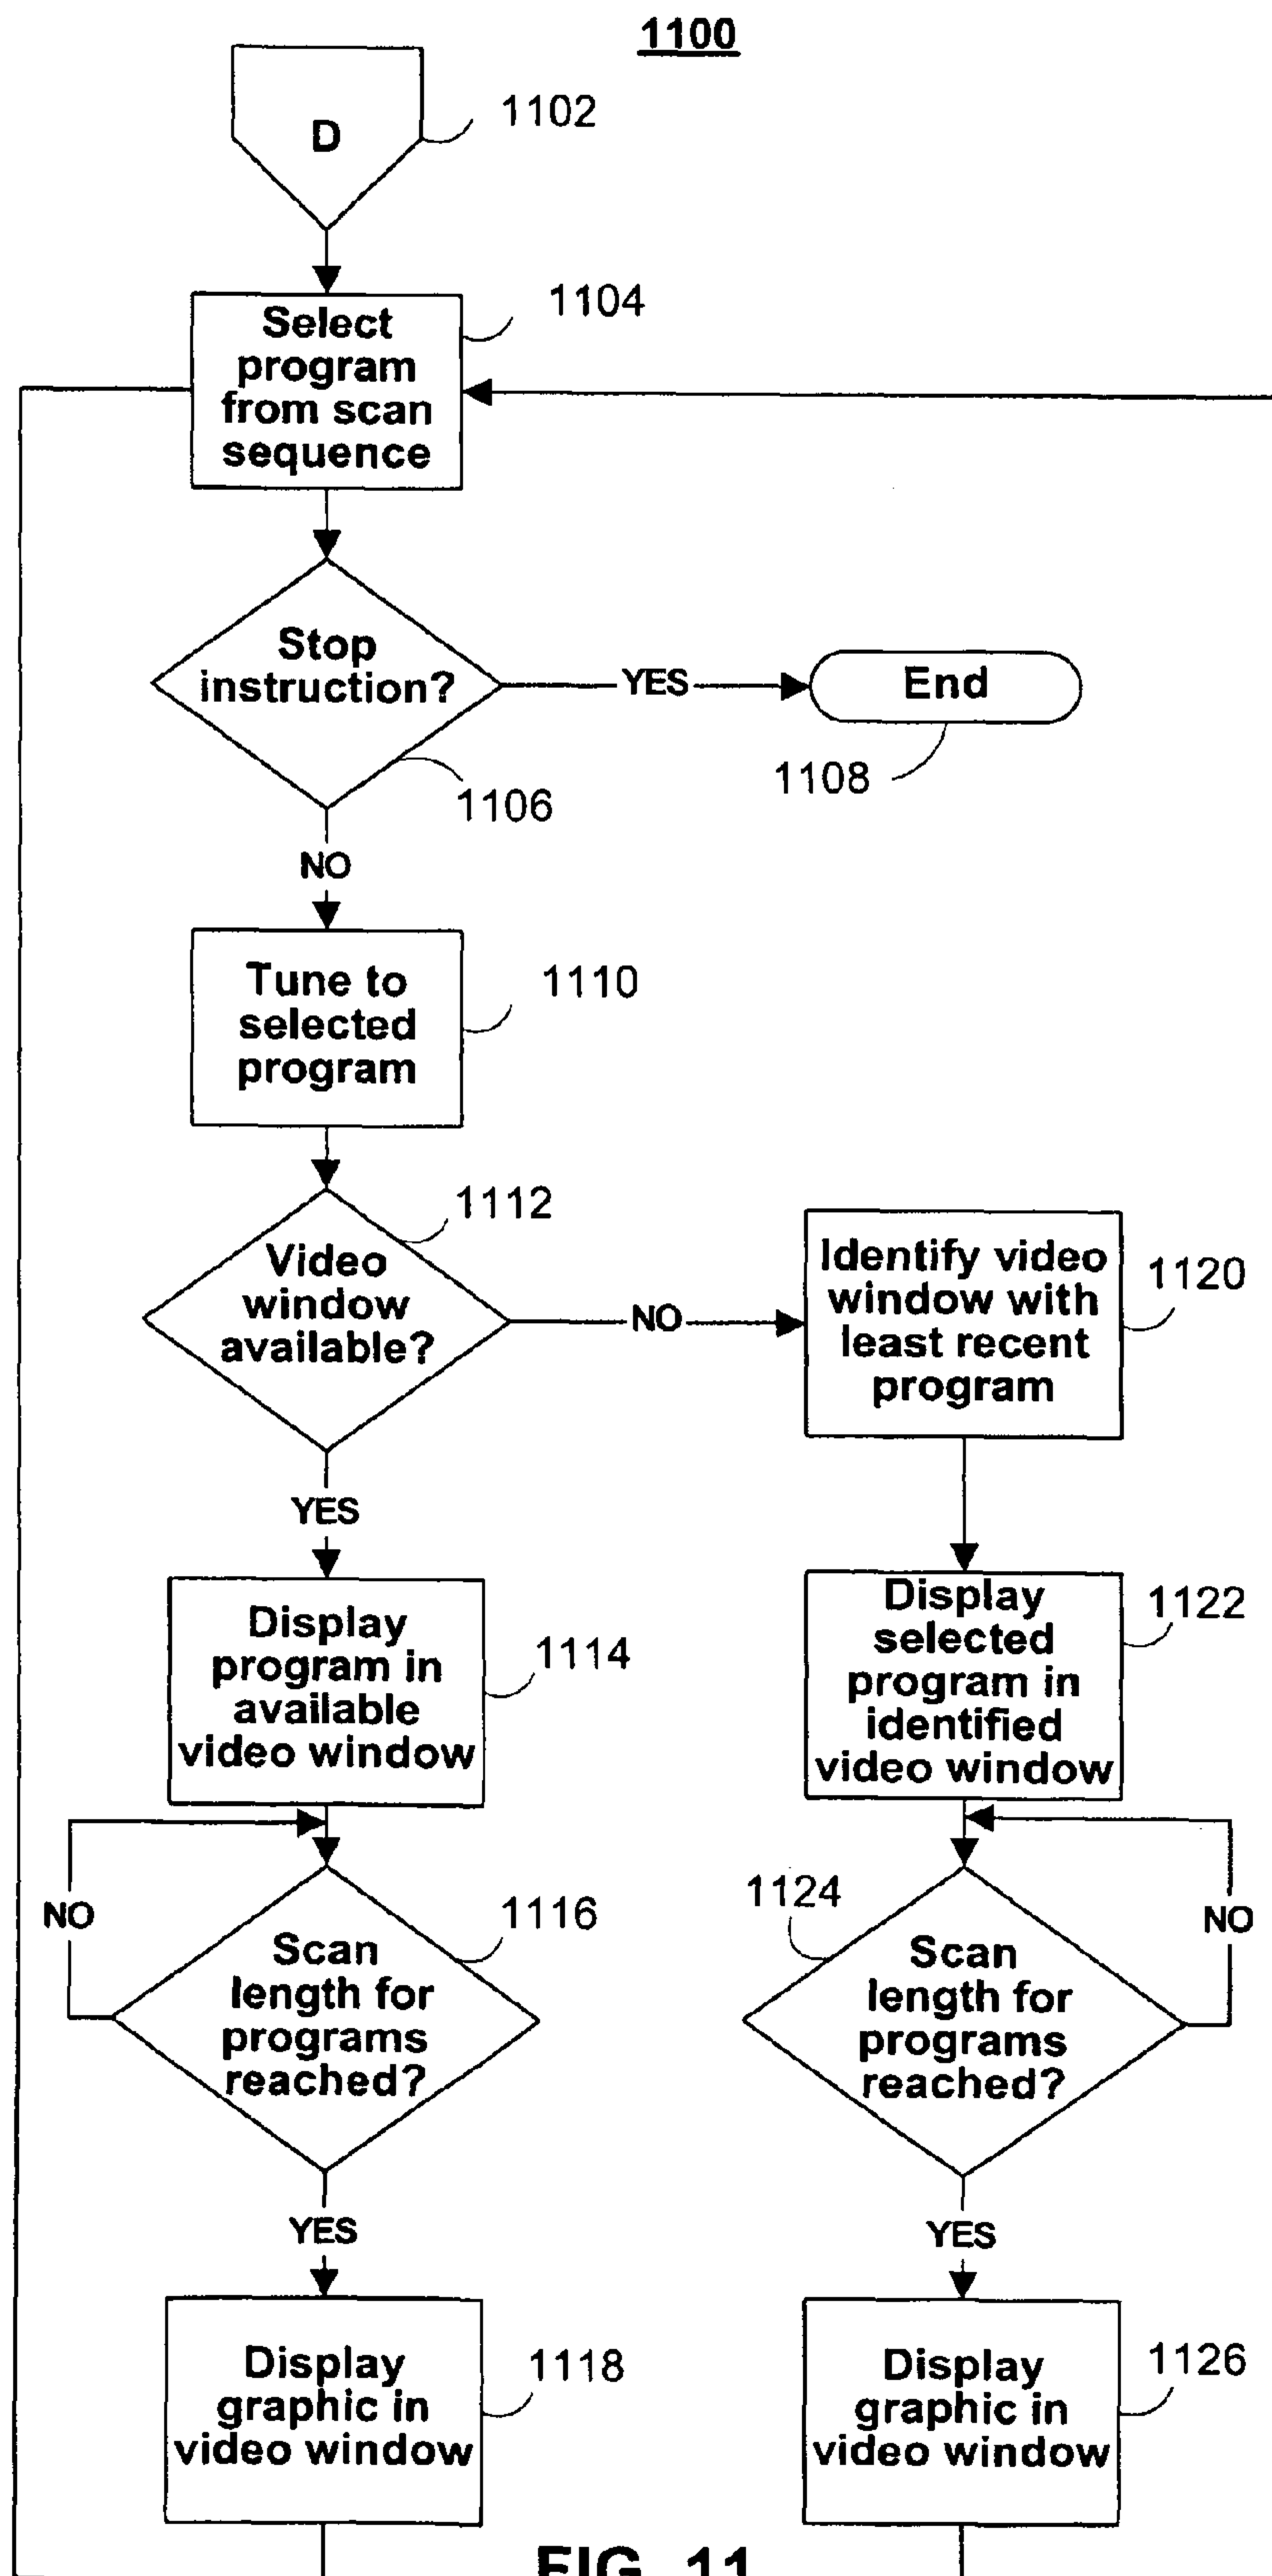 1100
D
1102
Select
program
from scan
sequence
1104
Stop
instruction?
YES
End
1106
1108
NO
Tune to
selected
program
1110
1112
Video
window
available?
NO
Identify video
window with
least recent
program
1120
YES
Display
program in
available
video window
1114
Display
selected
program in
identified
video window
1122
NO
Scan
length for
programs
reached?
1116
1124
Scan
length for
programs
reached?
NO
YES
YES
Display
graphic in
video window
1118
Display
graphic in
video window
1126
FIG. 11